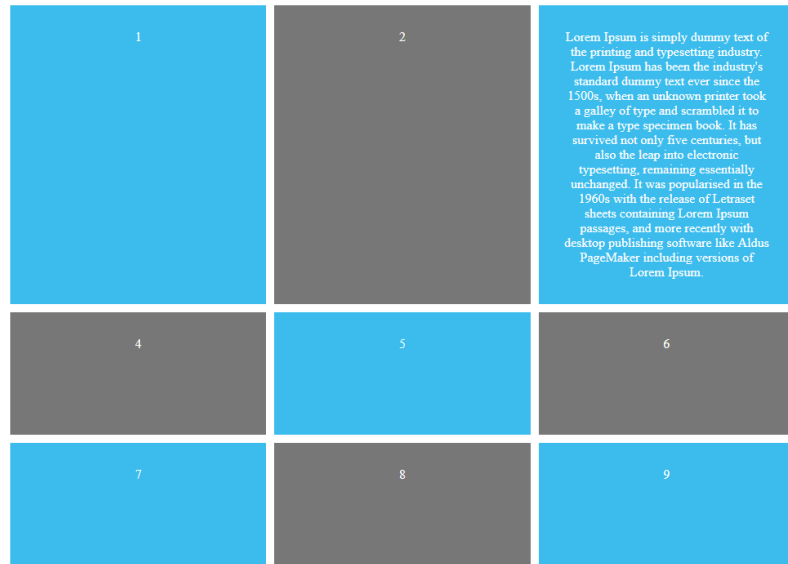 1
2
Lorem Ipsum is simply dummy text of
the printing and typesetting industry.
Lorem Ipsum has been the industry's
standard dummy text ever since the
1500s, when an unknown printer took
a galley of type and scrambled it to
make a type specimen book. It has
survived not only five centuries, but
also the leap into electronic
typesetting, remaining essentially
unchanged. It was popularised in the
1960s with the release of Letraset
sheets containing Lorem Ipsum
passages, and more recently with
desktop publishing software like Aldus
PageMaker including versions of
Lorem Ipsum.
4
5
6
7
8
9